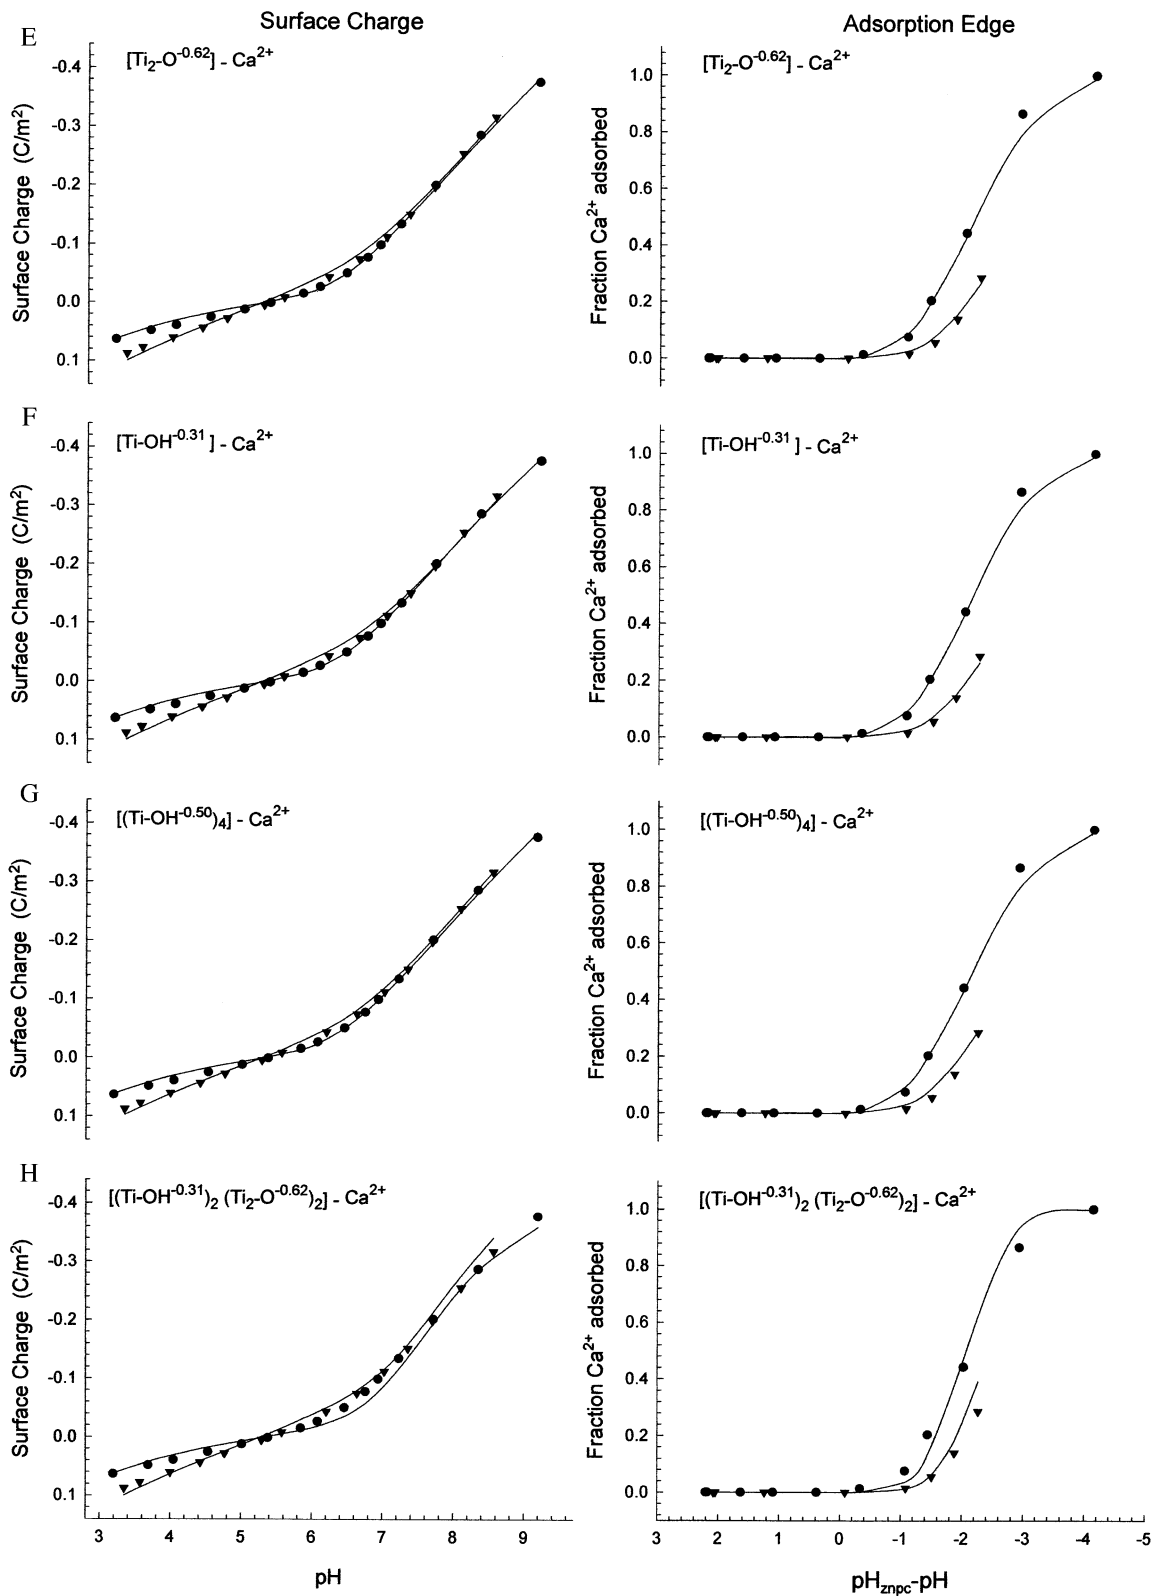 Surface Charge
Adsorption Edge
E
[Ti2-O-0.62] - Ca2+
[Ti2-O-0.62] - Ca2+
Surface Charge (C/m2)
-0.4
-0.3
-0.2
-0.1
0.0
0.1
Fraction Ca2+ adsorbed
1.0
0.8
0.6
0.4
0.2
0.0
F
[Ti-OH-0.31] - Ca2+
[Ti-OH-0.31] - Ca2+
Surface Charge (C/m2)
-0.4
-0.3
-0.2
-0.1
0.0
0.1
Fraction Ca2+ adsorbed
1.0
0.8
0.6
0.4
0.2
0.0
G
[(Ti-OH-0.50)4] - Ca2+
[(Ti-OH-0.50)4] - Ca2+
Surface Charge (C/m2)
-0.4
-0.3
-0.2
-0.1
0.0
0.1
Fraction Ca2+ adsorbed
1.0
0.8
0.6
0.4
0.2
0.0
H
[(Ti-OH-0.31)2 (Ti2-O-0.62)2] - Ca2+
[(Ti-OH-0.31)2 (Ti2-O-0.62)2] - Ca2+
Surface Charge (C/m2)
-0.4
-0.3
-0.2
-0.1
0.0
0.1
Fraction Ca2+ adsorbed
1.0
0.8
0.6
0.4
0.2
0.0
3 4 5 6 7 8 9
3 2 1 0 -1 -2 -3 -4 -5
pH
pHznpc-pH